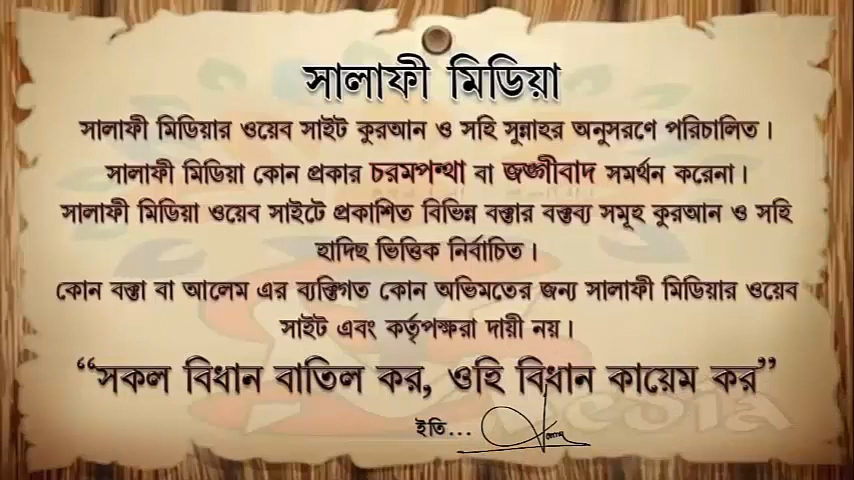 সালাফী মিডিয়া
সালাফী মিডিয়ার ওয়েব সাইট কুরআন ও সহি সুন্নাহর অনুসরণে পরিচালিত।
সালাফী মিডিয়া কোন প্রকার চরমপন্থা বা জঙ্গীবাদ সমর্থন করেনা।
সালাফী মিডিয়া ওয়েব সাইটে প্রকাশিত বিভিন্ন বক্তার বক্তব্য সমূহ কুরআন ও সহি
হাদিছ ভিত্তিক নির্বাচিত।
কোন বক্তা বা আলেম এর ব্যক্তিগত কোন অভিমতের জন্য সালাফী মিডিয়ার ওয়েব
সাইট এবং কর্তৃপক্ষরা দায়ী নয়।
“সকল বিধান বাতিল কর, ওহি বিধান কায়েম কর”
ইতি...
media